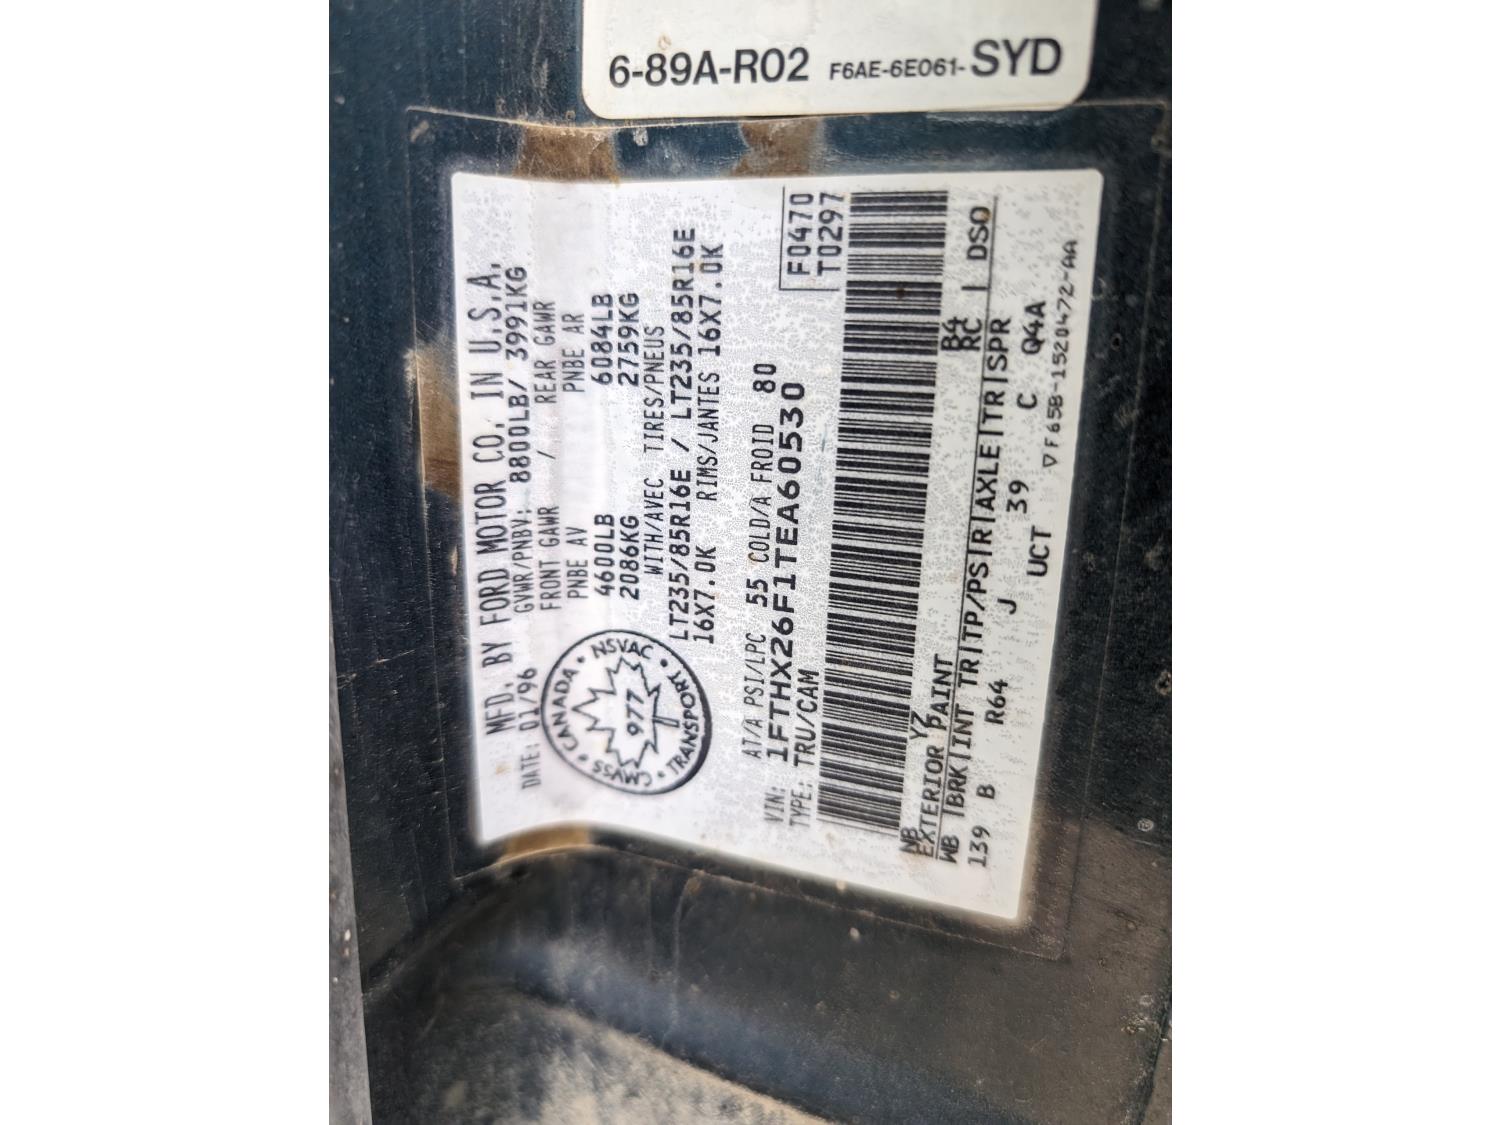 6-89A-R02 F6AE-6E061-SYD
MFD. BY FORD MOTOR CO. IN U.S.A.
DATE: 01/96 GVWR/PNBV: 8800LB/ 3991KG
FRONT GAWR / REAR GAWR
PNBE AV PNBE AR
4600LB 6084LB
2086KG 2759KG
WITH/AVEC TIRES/PNEUS
LT235/85R16E / LT235/85R16E
16X7.0K RIMS/JANTES 16X7.0K
CANADA · NSVAC · TRANSPORT · CMVSS
977
AT/A PSI/LPC 55 COLD/A FROID 80
VIN: 1FTHX26F1TEA60530 F0470
TYPE: TRU/CAM T0297
NB YZ B4
EXTERIOR PAINT RC DSO
WB |BRK|INT TR|TP/PS|R|AXLE|TR|SPR
139 B R64 J UCT 39 C Q4A
▽F65B-1520472-AA